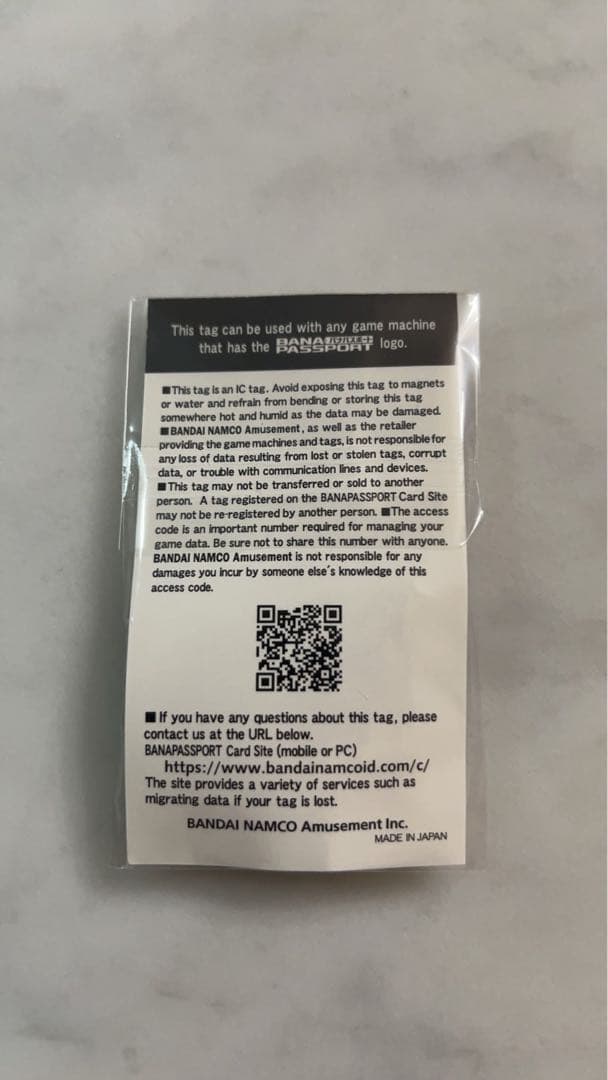 This tag can be used with any game machine
that has the BANA PASSPORT logo.
■This tag is an IC tag. Avoid exposing this tag to magnets
or water and refrain from bending or storing this tag
somewhere hot and humid as the data may be damaged.
■BANDAI NAMCO Amusement, as well as the retailer
providing the game machines and tags, is not responsible for
any loss of data resulting from lost or stolen tags, corrupt
data, or trouble with communication lines and devices.
■This tag may not be transferred or sold to another
person. A tag registered on the BANAPASSPORT Card Site
may not be re-registered by another person. ■The access
code is an important number required for managing your
game data. Be sure not to share this number with anyone.
BANDAI NAMCO Amusement is not responsible for any
damages you incur by someone else's knowledge of this
access code.
■ If you have any questions about this tag, please
contact us at the URL below.
BANAPASSPORT Card Site (mobile or PC)
https://www.bandainamcoid.com/c/
The site provides a variety of services such as
migrating data if your tag is lost.
BANDAI NAMCO Amusement Inc.
MADE IN JAPAN